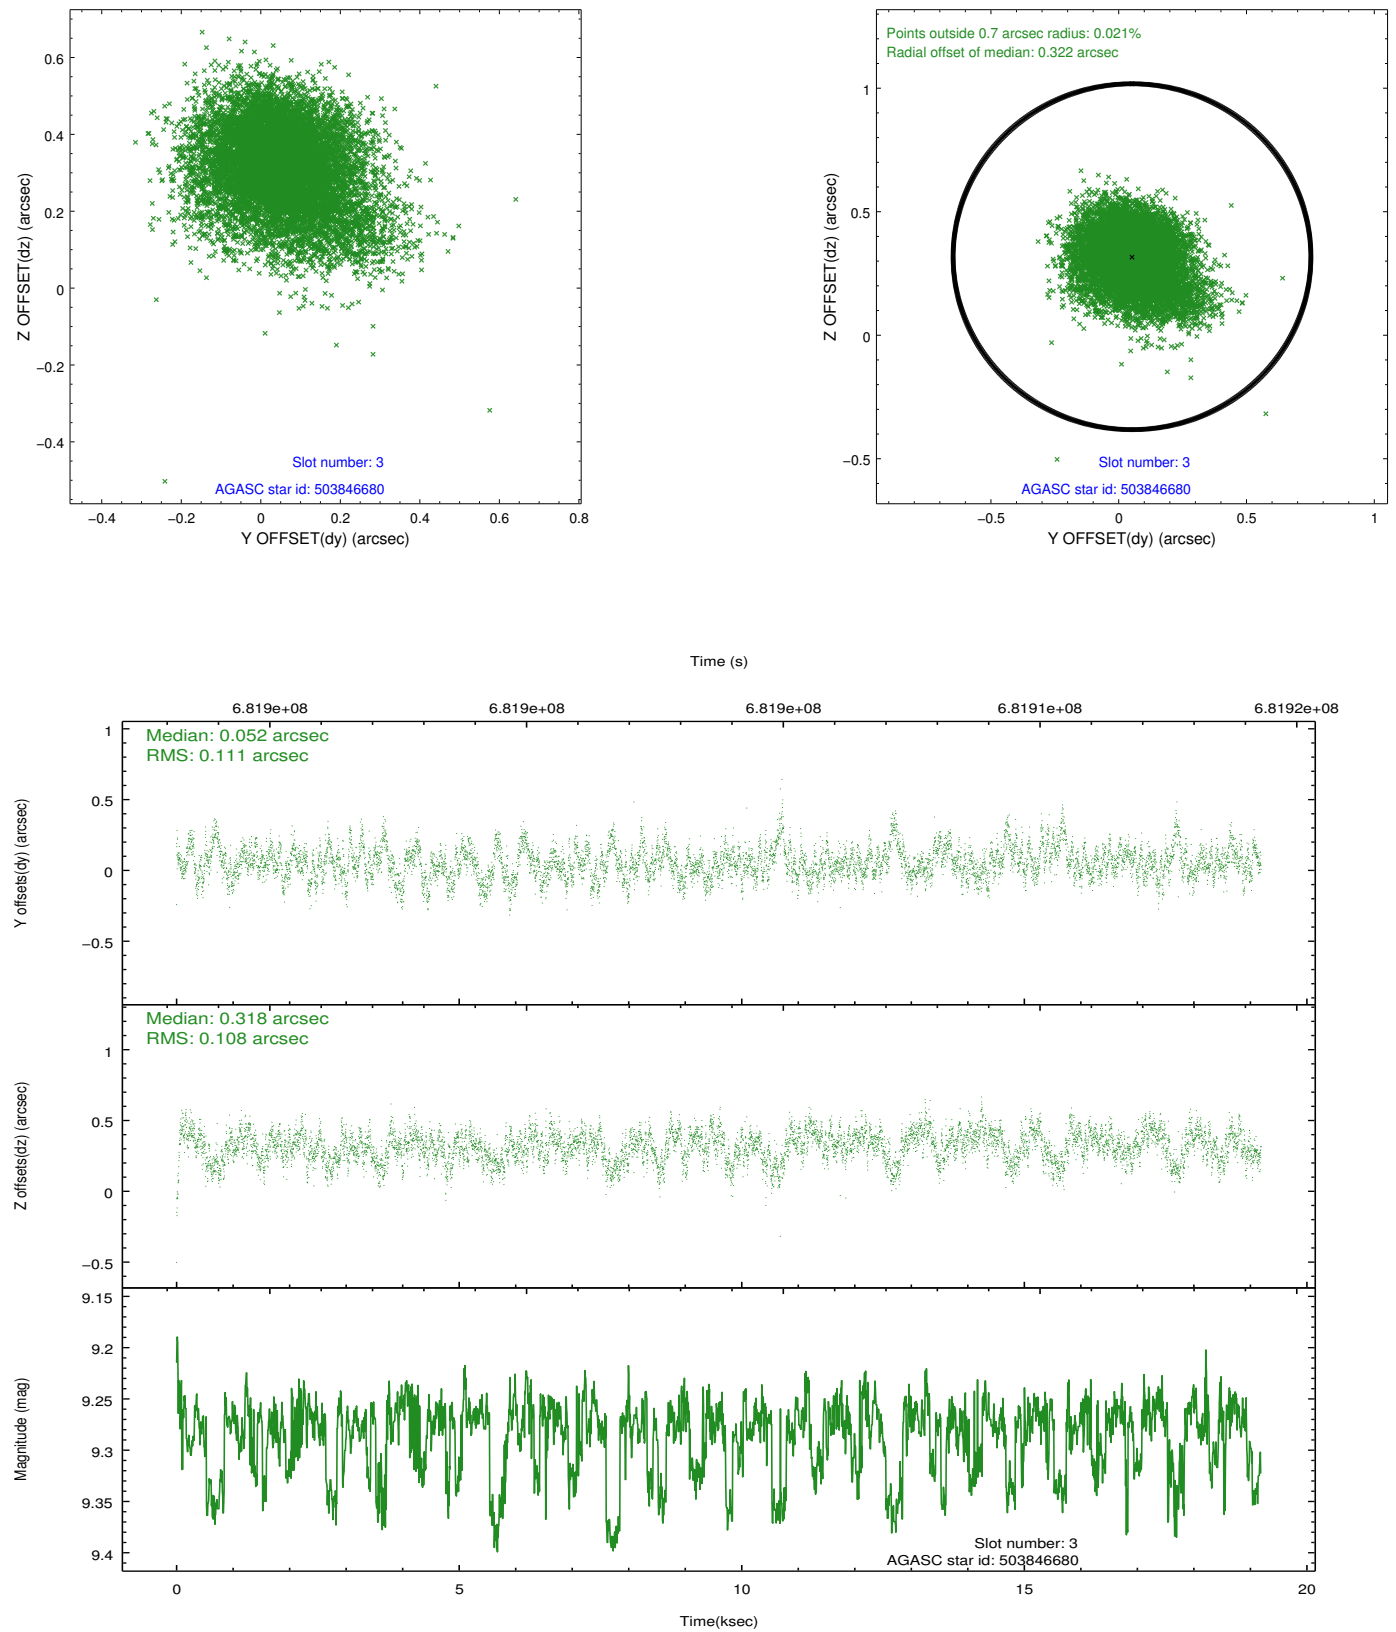 0.6
0.4
0.2
0
−0.2
−0.4
Z OFFSET(dz) (arcsec)
Slot number: 3
AGASC star id: 503846680
−0.4 −0.2 0 0.2 0.4 0.6 0.8
Y OFFSET(dy) (arcsec)
Points outside 0.7 arcsec radius: 0.021%
Radial offset of median: 0.322 arcsec
1
0.5
0
−0.5
Z OFFSET(dz) (arcsec)
Slot number: 3
AGASC star id: 503846680
−0.5 0 0.5 1
Y OFFSET(dy) (arcsec)
Time (s)
6.819e+08 6.819e+08 6.819e+08 6.8191e+08 6.8192e+08
Median: 0.052 arcsec
RMS: 0.111 arcsec
1
0.5
0
−0.5
Y offsets(dy) (arcsec)
Median: 0.318 arcsec
RMS: 0.108 arcsec
1
0.5
0
−0.5
Z offsets(dz) (arcsec)
9.15
9.2
9.25
9.3
9.35
9.4
Magnitude (mag)
Slot number: 3
AGASC star id: 503846680
0 5 10 15 20
Time(ksec)